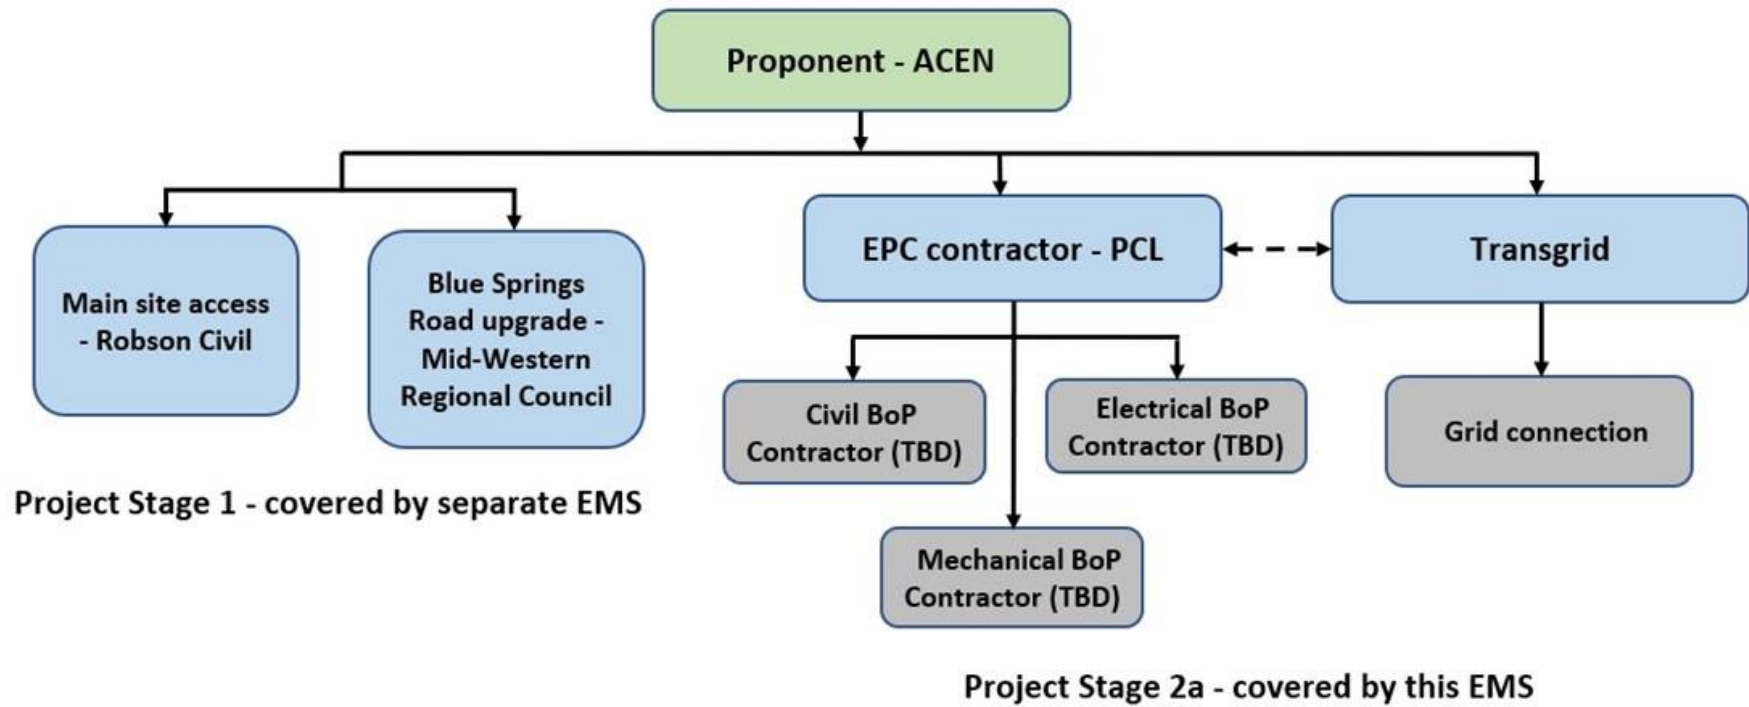 Proponent - ACEN
Main site access
- Robson Civil
Blue Springs
Road upgrade -
Mid-Western
Regional Council
EPC contractor - PCL
Transgrid
Civil BoP
Contractor (TBD)
Electrical BoP
Contractor (TBD)
Grid connection
Mechanical BoP
Contractor (TBD)
Project Stage 1 - covered by separate EMS
Project Stage 2a - covered by this EMS